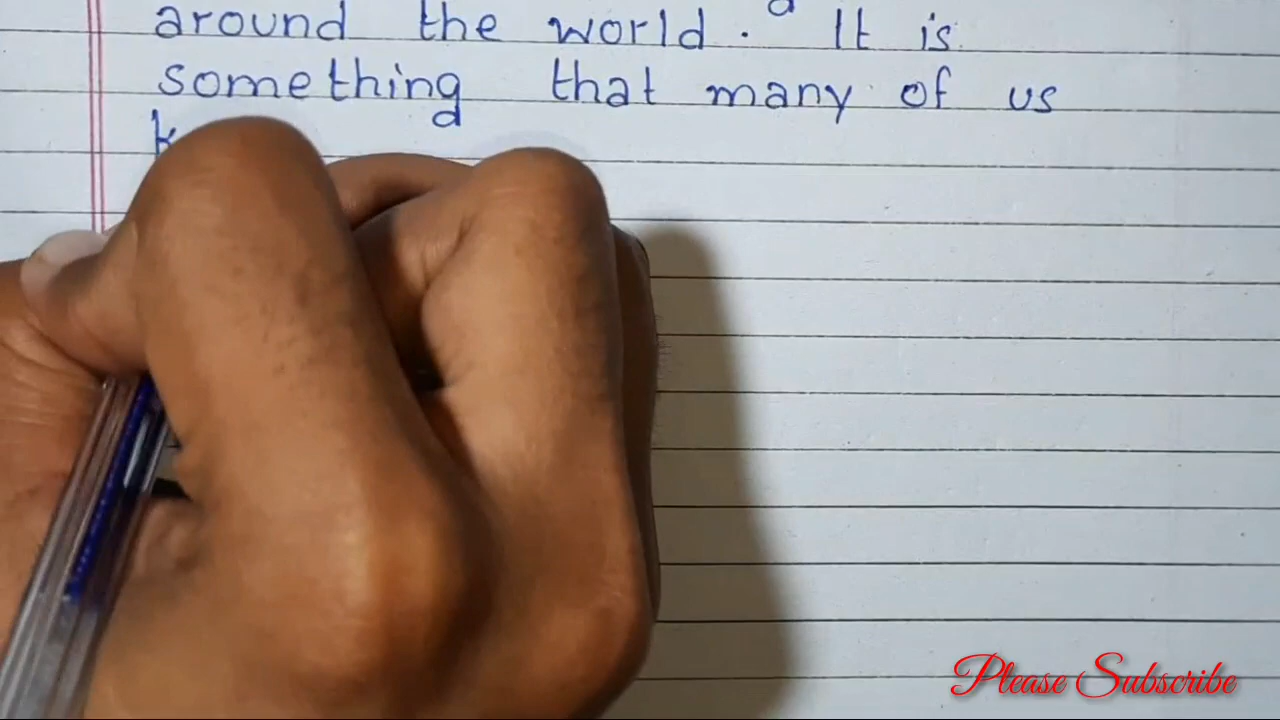 around the world. It is
something that many of us
Please Subscribe